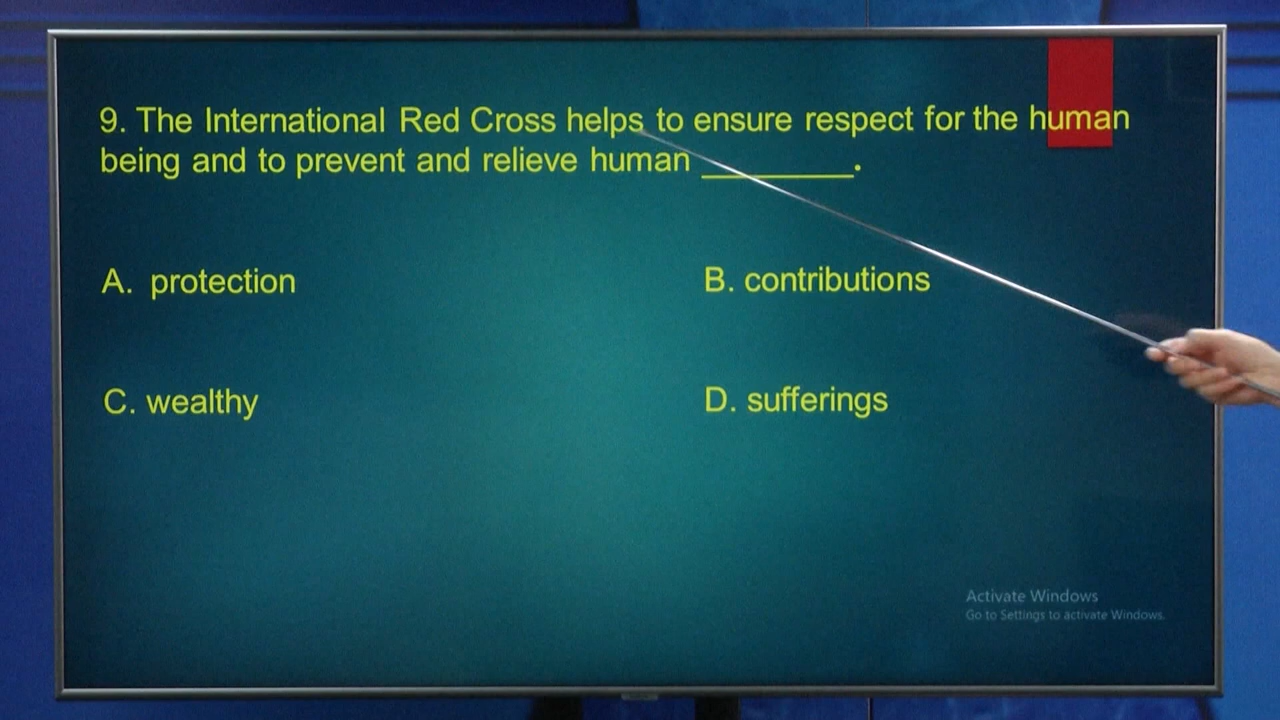 9. The International Red Cross helps to ensure respect for the human
being and to prevent and relieve human ________.
A. protection
B. contributions
C. wealthy
D. sufferings
Activate Windows
Go to Settings to activate Windows.